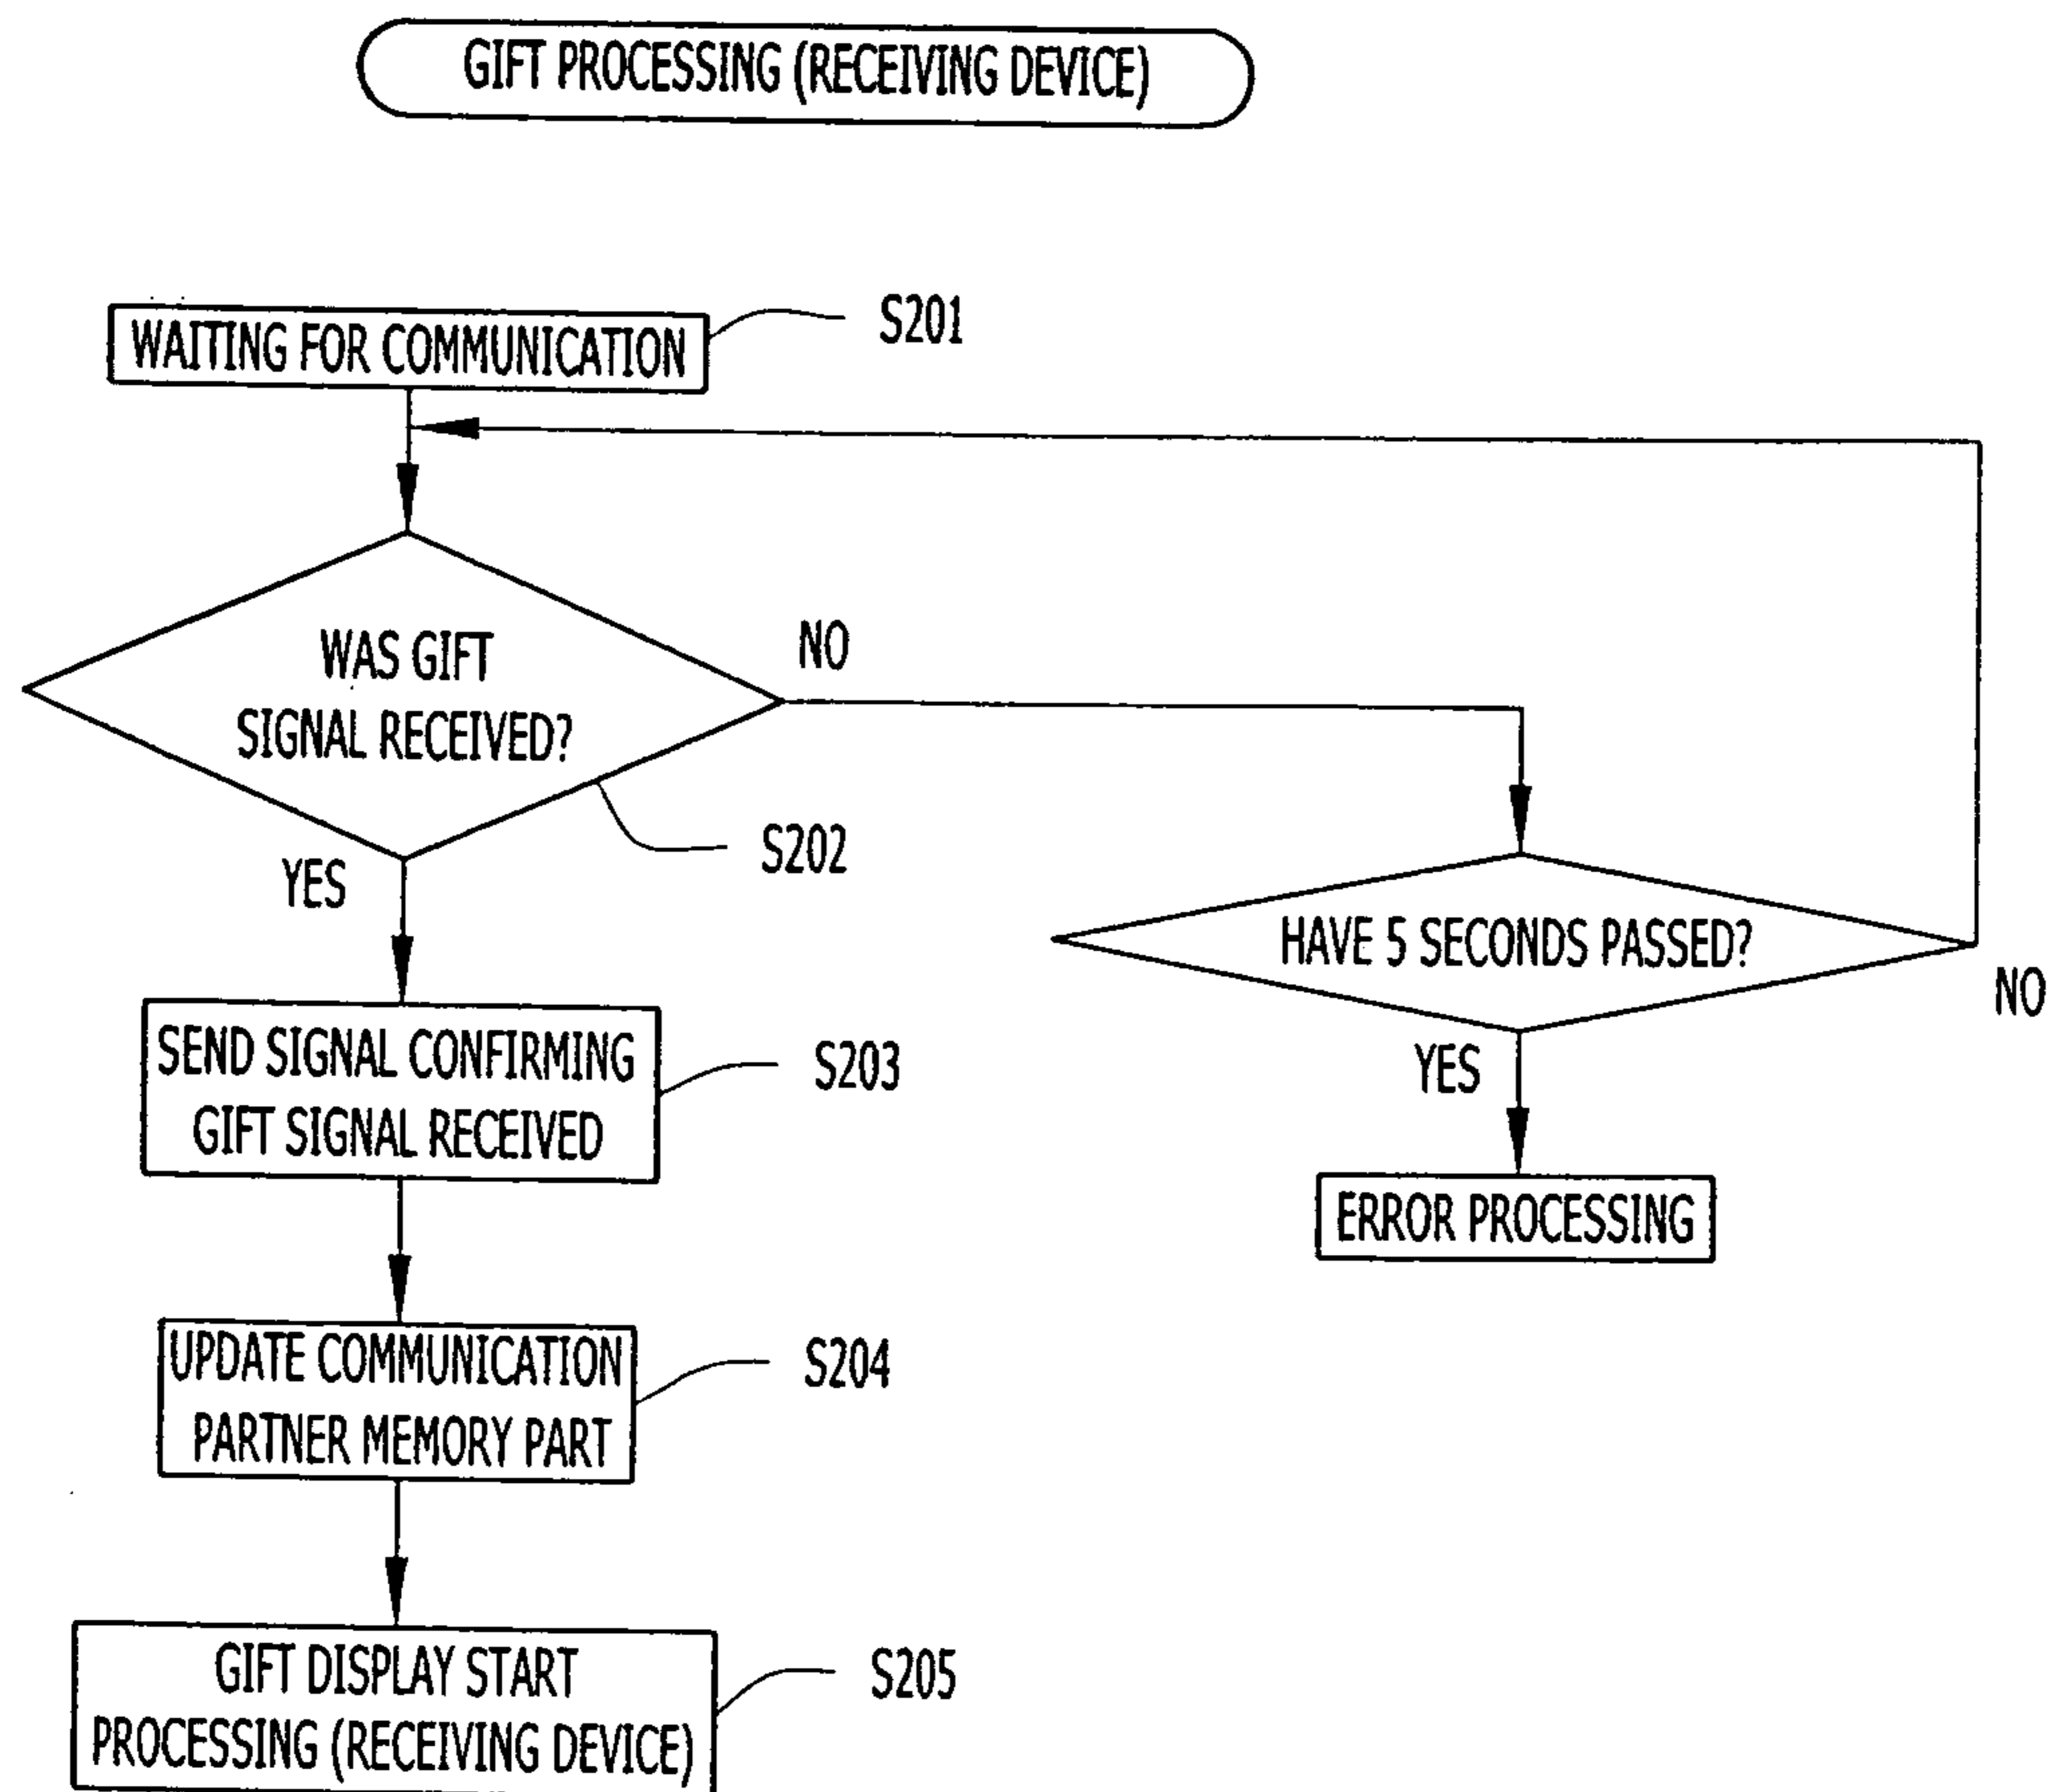 GIFT PROCESSING (RECEIVING DEVICE)
WAITING FOR COMMUNICATION
S201
WAS GIFT
SIGNAL RECEIVED?
NO
S202
YES
HAVE 5 SECONDS PASSED?
NO
YES
SEND SIGNAL CONFIRMING
GIFT SIGNAL RECEIVED
S203
ERROR PROCESSING
UPDATE COMMUNICATION
PARTNER MEMORY PART
S204
GIFT DISPLAY START
PROCESSING (RECEIVING DEVICE)
S205